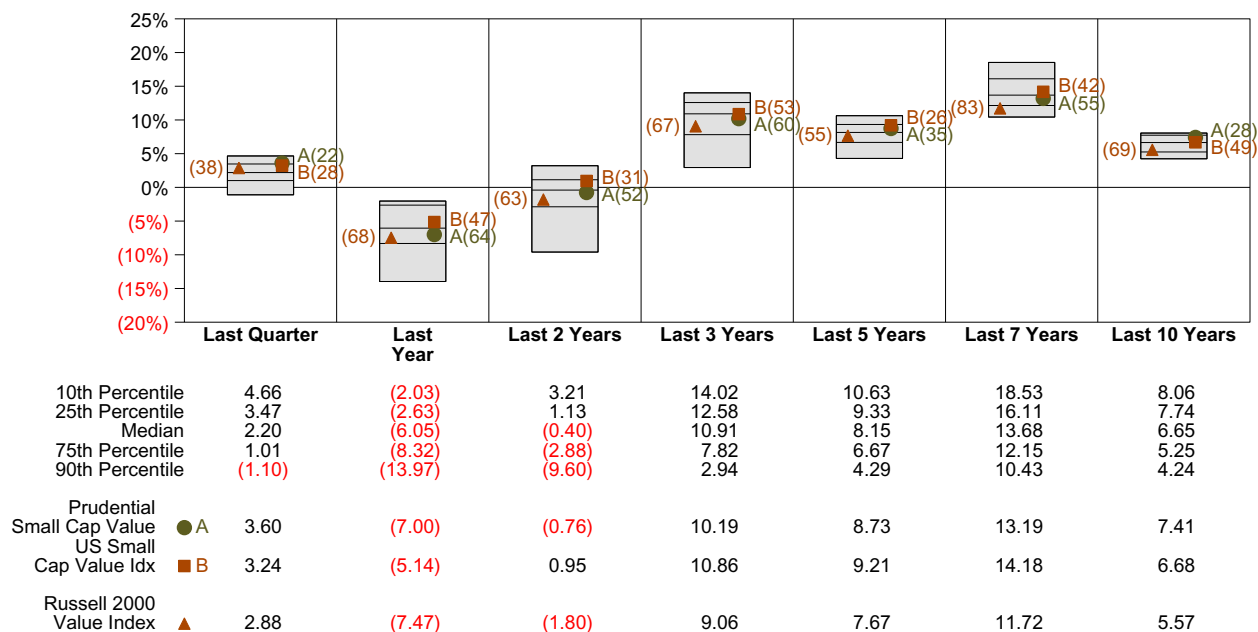 25%
20%
15%
10%
5%
0%
(5%)
(10%)
(15%)
(20%)
(38) A(22)
B(28)
(68) B(47)
A(64)
(63) B(31)
A(52)
(67) B(53)
A(60)
(55) B(26)
A(35)
(83) B(42)
A(55)
(69) A(28)
B(49)
Last Quarter Last Last 2 Years Last 3 Years Last 5 Years Last 7 Years Last 10 Years
Year
10th Percentile 4.66 (2.03) 3.21 14.02 10.63 18.53 8.06
25th Percentile 3.47 (2.63) 1.13 12.58 9.33 16.11 7.74
Median 2.20 (6.05) (0.40) 10.91 8.15 13.68 6.65
75th Percentile 1.01 (8.32) (2.88) 7.82 6.67 12.15 5.25
90th Percentile (1.10) (13.97) (9.60) 2.94 4.29 10.43 4.24
Prudential
Small Cap Value A 3.60 (7.00) (0.76) 10.19 8.73 13.19 7.41
US Small
Cap Value Idx B 3.24 (5.14) 0.95 10.86 9.21 14.18 6.68
Russell 2000
Value Index 2.88 (7.47) (1.80) 9.06 7.67 11.72 5.57